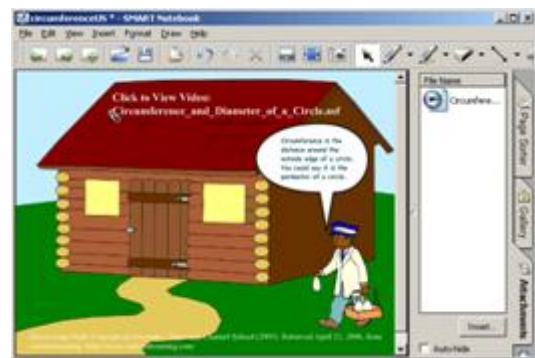 circumferenceUS * - SMART Notebook
File Edit View Insert Format Draw Help
Click to View Video:
Circumference_and_Diameter_of_a_Circle.asf
Circumference is the
distance around the
outside edge of a circle.
You could say it is the
perimeter of a circle.
File Name
Circumfere...
Page Sorter
Gallery
Attachments
Insert...
Auto-hide